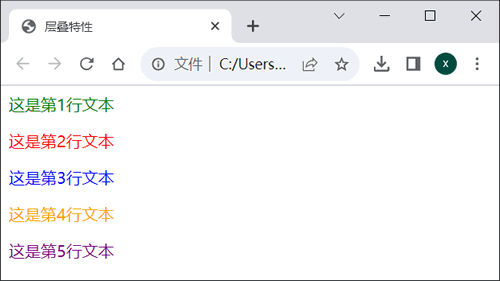 层叠特性
文件 | C:/Users...
X
这是第1行文本
这是第2行文本
这是第3行文本
这是第4行文本
这是第5行文本